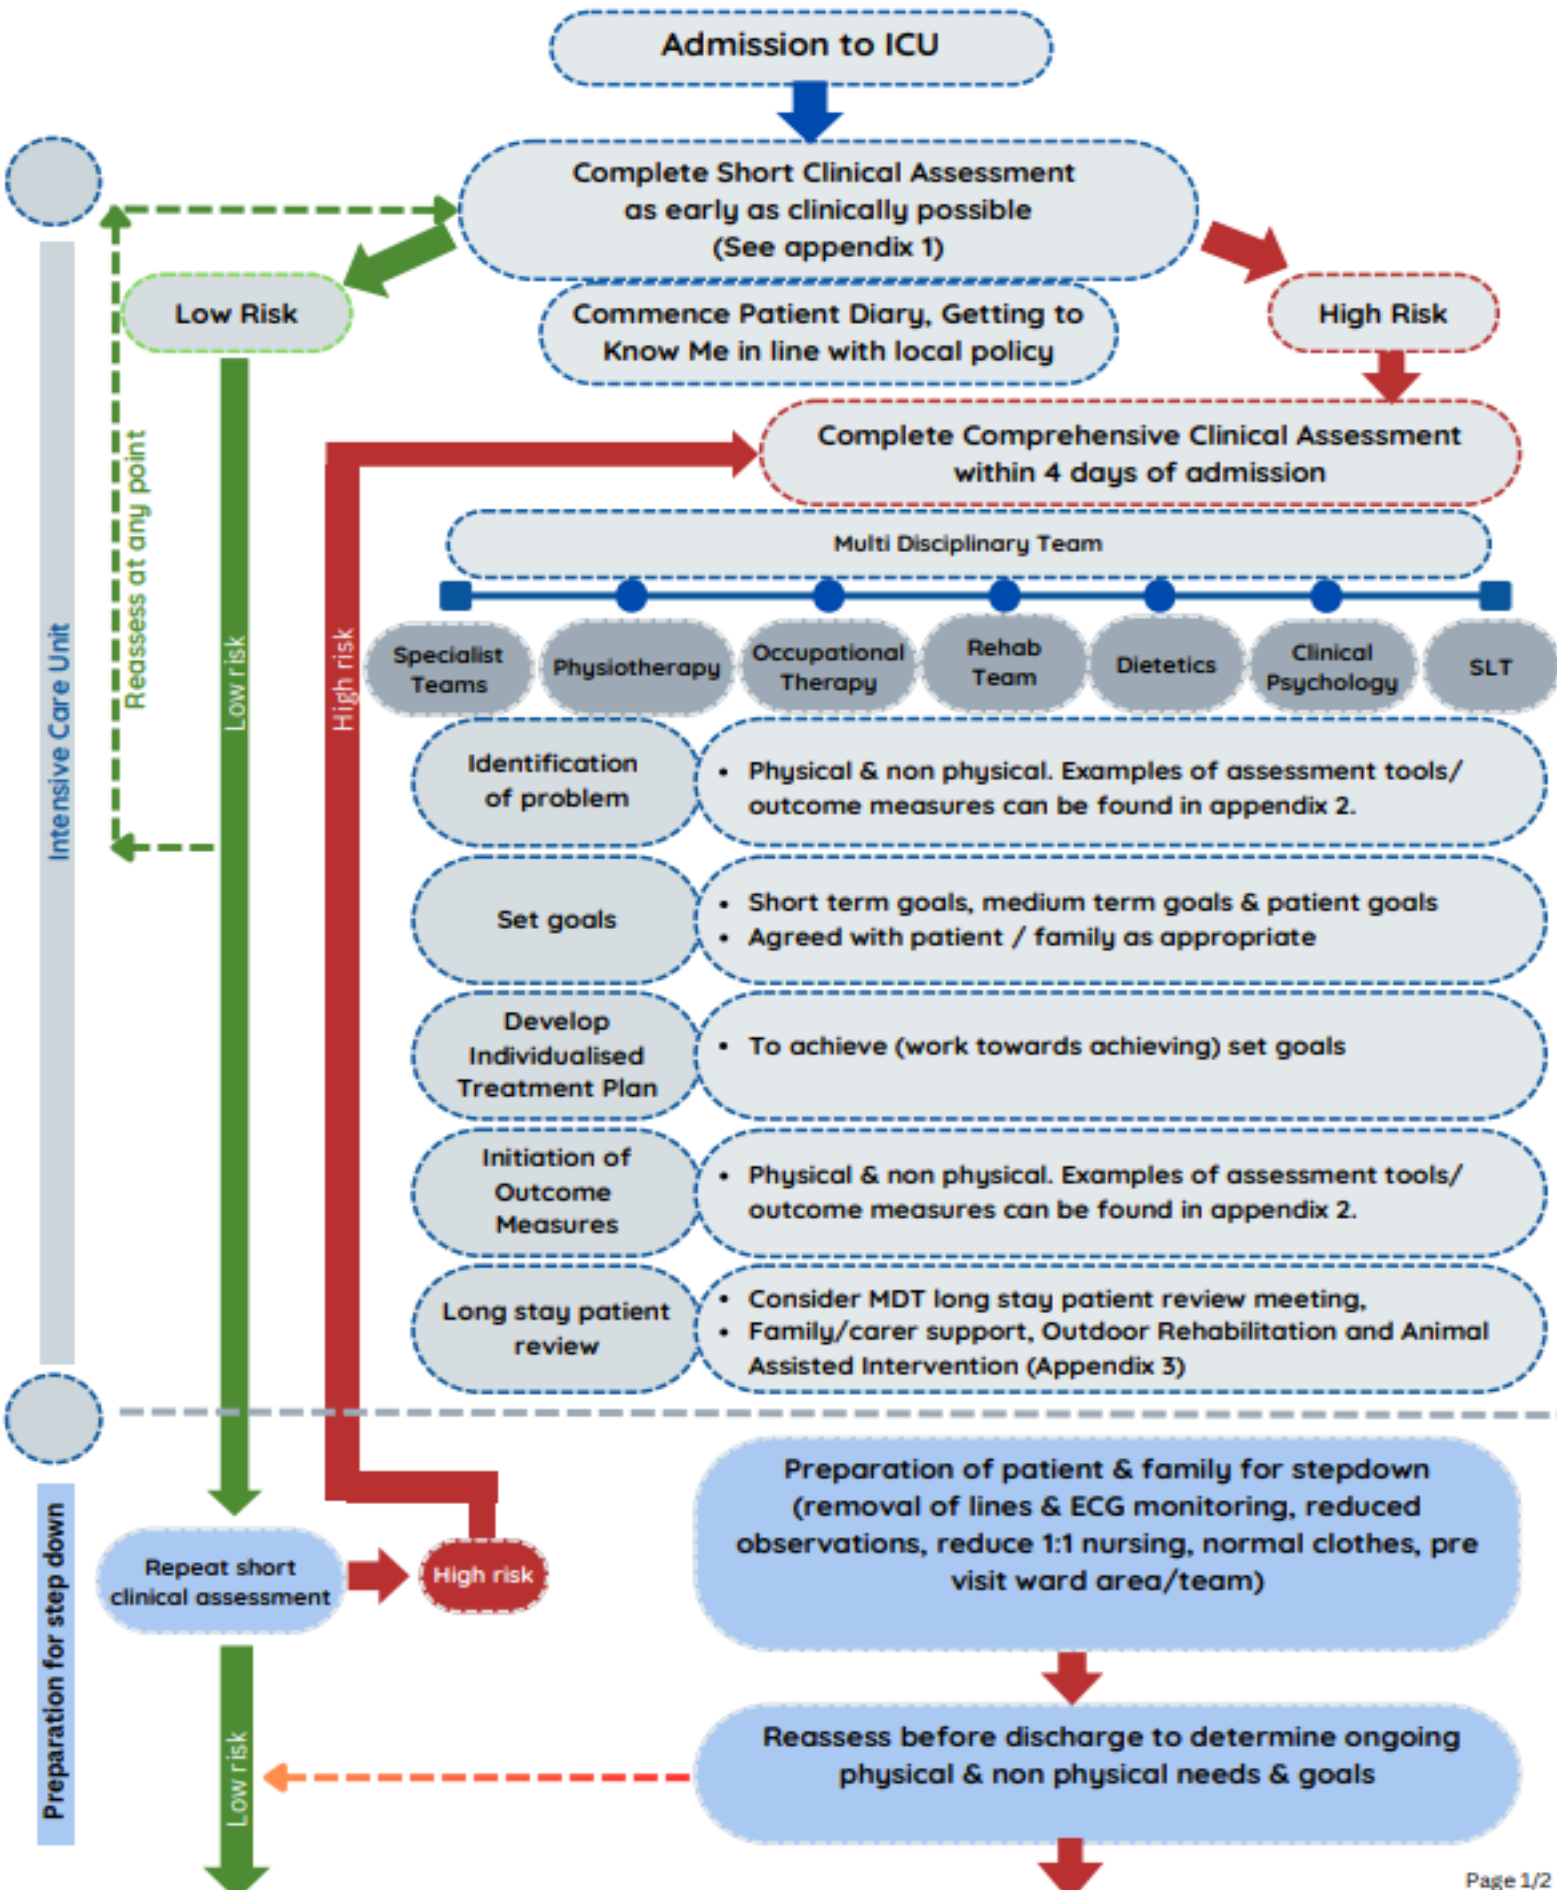 Admission to ICU
Complete Short Clinical Assessment
as early as clinically possible
(See appendix 1)
Low Risk
Commence Patient Diary, Getting to
Know Me in line with local policy
High Risk
Complete Comprehensive Clinical Assessment
within 4 days of admission
Reassess at any point
Low risk
High risk
Intensive Care Unit
Multi Disciplinary Team
Specialist
Teams
Physiotherapy
Occupational
Therapy
Rehab
Team
Dietetics
Clinical
Psychology
SLT
Identification
of problem
• Physical & non physical. Examples of assessment tools/
outcome measures can be found in appendix 2.
Set goals
• Short term goals, medium term goals & patient goals
• Agreed with patient / family as appropriate
Develop
Individualised
Treatment Plan
• To achieve (work towards achieving) set goals
Initiation of
Outcome
Measures
• Physical & non physical. Examples of assessment tools/
outcome measures can be found in appendix 2.
Long stay patient
review
• Consider MDT long stay patient review meeting,
• Family/carer support, Outdoor Rehabilitation and Animal
Assisted Intervention (Appendix 3)
Preparation for step down
Repeat short
clinical assessment
High risk
Preparation of patient & family for stepdown
(removal of lines & ECG monitoring, reduced
observations, reduce 1:1 nursing, normal clothes, pre
visit ward area/team)
Low risk
Reassess before discharge to determine ongoing
physical & non physical needs & goals
Page 1/2